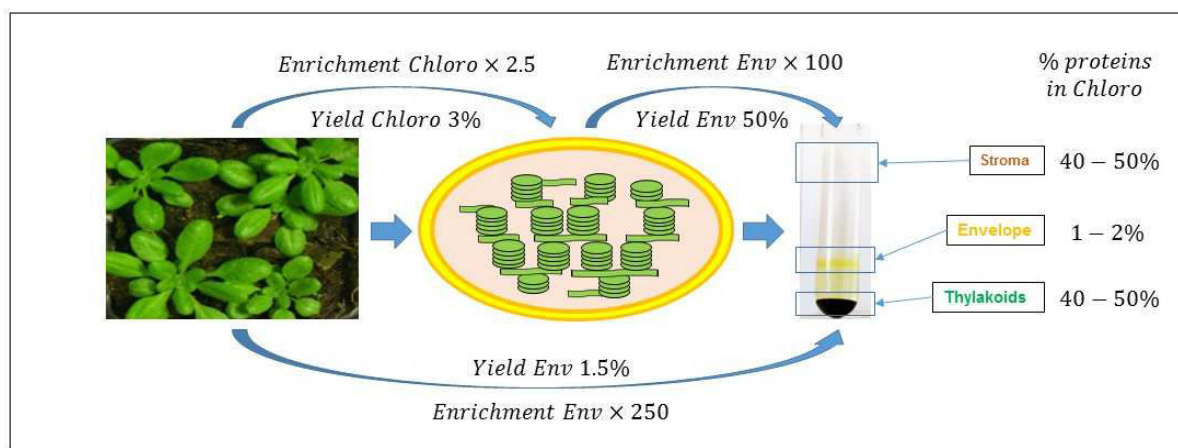 Enrichment Chloro × 2.5
Yield Chloro 3%
Enrichment Env × 100
Yield Env 50%
% proteins
in Chloro
Stroma 40 − 50%
Envelope 1 − 2%
Thylakoids 40 − 50%
Yield Env 1.5%
Enrichment Env × 250